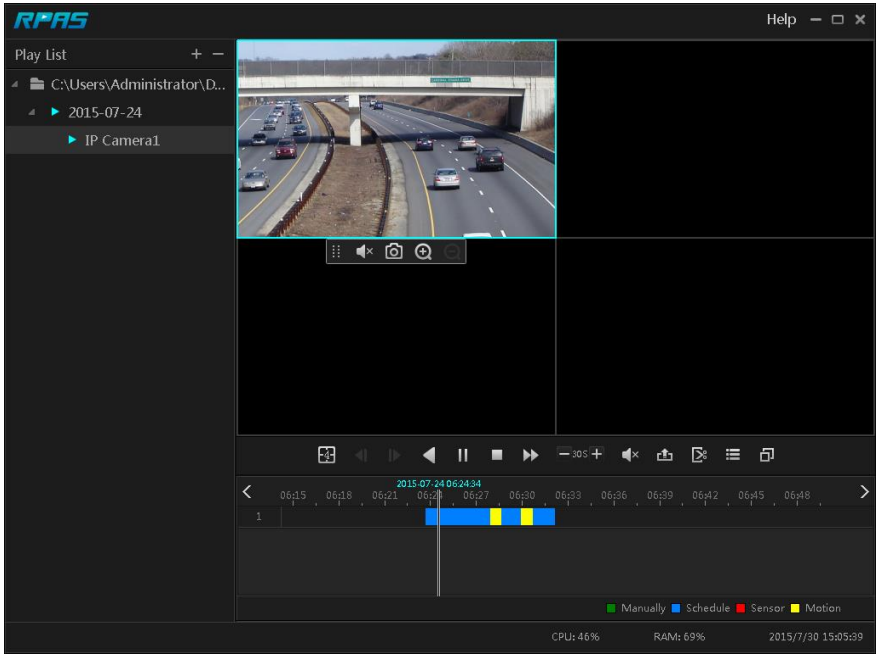 RPAS
Help
Play List
C:\Users\Administrator\D...
2015-07-24
IP Camera1
4
30S
2015-07-24 06:24:34
06:15 06:18 06:21 06:24 06:27 06:30 06:33 06:36 06:39 06:42 06:45 06:48
1
Manually Schedule Sensor Motion
CPU: 46% RAM: 69% 2015/7/30 15:05:39